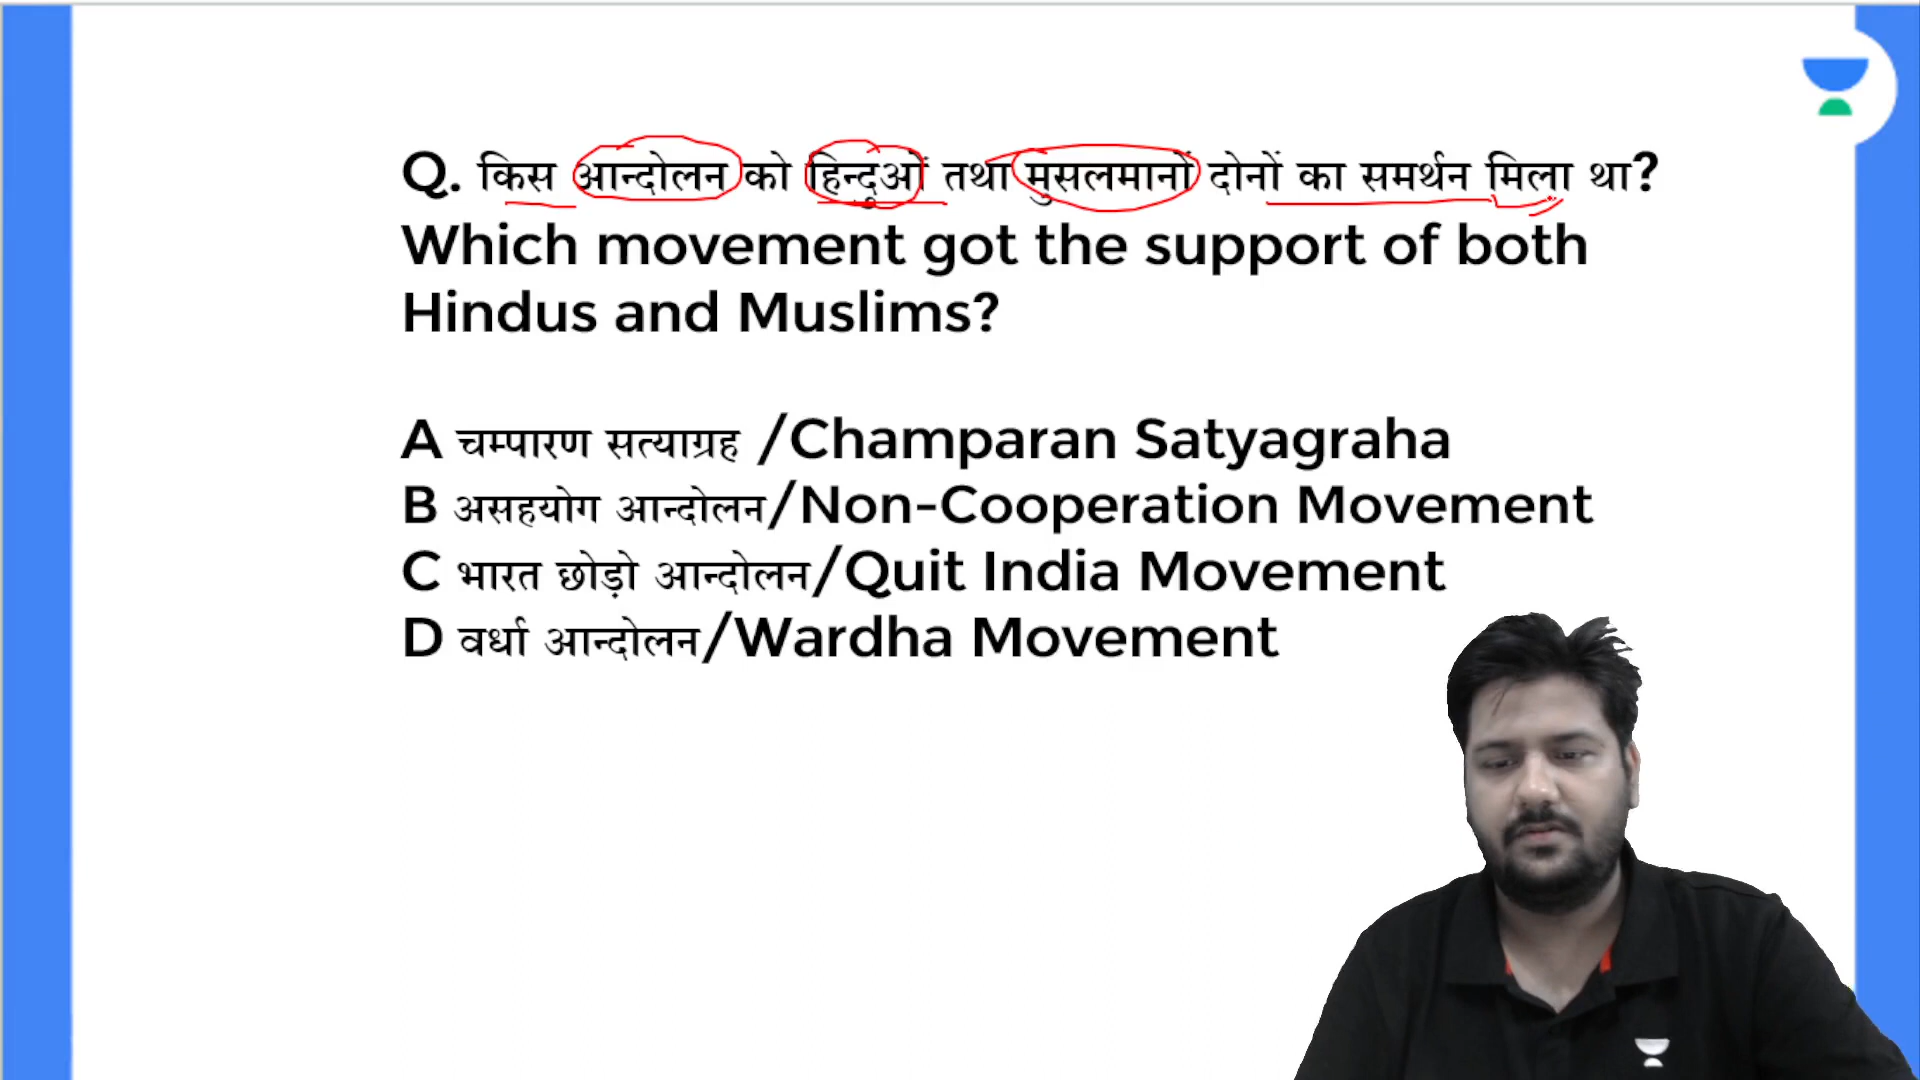 Q. किस आन्दोलन को हिन्दुओं तथा मुसलमानों दोनों का समर्थन मिला था?
Which movement got the support of both
Hindus and Muslims?
A चम्पारण सत्याग्रह /Champaran Satyagraha
B असहयोग आन्दोलन/Non-Cooperation Movement
C भारत छोड़ो आन्दोलन/Quit India Movement
D वर्धा आन्दोलन/Wardha Movement